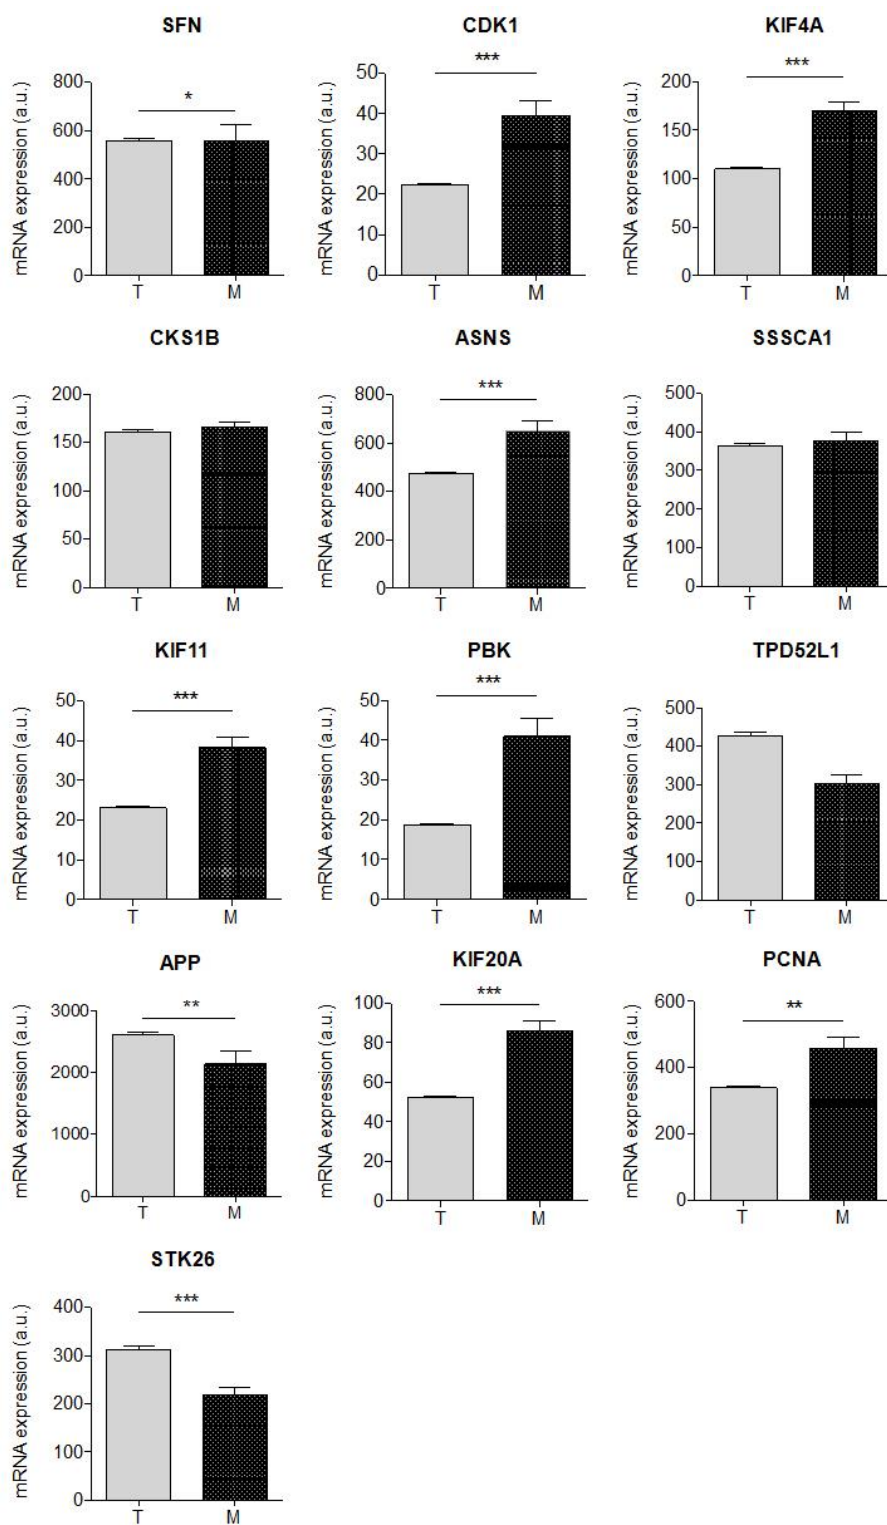 SFN
mRNA expression (a.u.)
800
600
400
200
0
*
T M
CDK1
mRNA expression (a.u.)
50
40
30
20
10
0
***
T M
KIF4A
mRNA expression (a.u.)
200
150
100
50
0
***
T M
CKS1B
mRNA expression (a.u.)
200
150
100
50
0
T M
ASNS
mRNA expression (a.u.)
800
600
400
200
0
***
T M
SSSCA1
mRNA expression (a.u.)
500
400
300
200
100
0
T M
KIF11
mRNA expression (a.u.)
50
40
30
20
10
0
***
T M
PBK
mRNA expression (a.u.)
50
40
30
20
10
0
***
T M
TPD52L1
mRNA expression (a.u.)
500
400
300
200
100
0
T M
APP
mRNA expression (a.u.)
3000
2000
1000
0
**
T M
KIF20A
mRNA expression (a.u.)
100
80
60
40
20
0
***
T M
PCNA
mRNA expression (a.u.)
600
400
200
0
**
T M
STK26
mRNA expression (a.u.)
400
300
200
100
0
***
T M